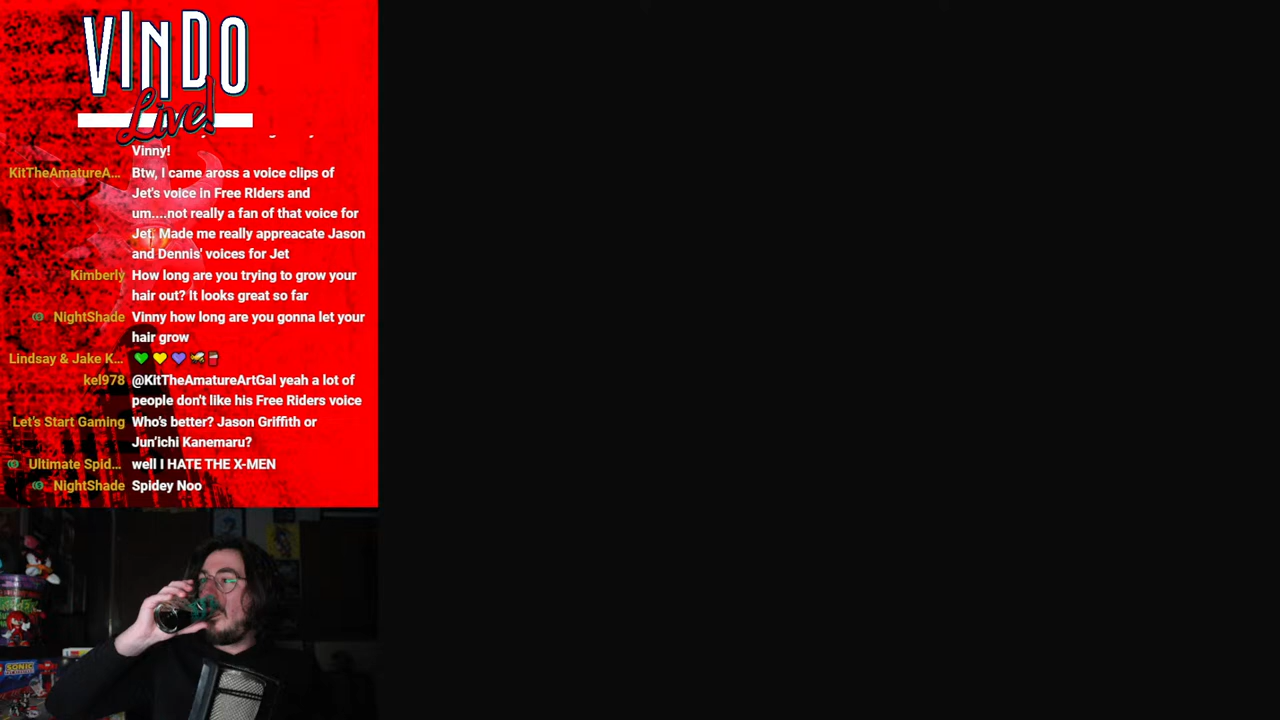 VINDO
Live!
Vinny!
KitTheAmatureA... Btw, I came aross a voice clips of
Jet's voice in Free RIders and
um....not really a fan of that voice for
Jet. Made me really appreacate Jason
and Dennis' voices for Jet
Kimberly How long are you trying to grow your
hair out? It looks great so far
NightShade Vinny how long are you gonna let your
hair grow
Lindsay & Jake K... 💚💛💜
kel978 @KitTheAmatureArtGal yeah a lot of
people don't like his Free Riders voice
Let's Start Gaming Who's better? Jason Griffith or
Jun'ichi Kanemaru?
Ultimate Spid... well I HATE THE X-MEN
NightShade Spidey Noo
SONIC